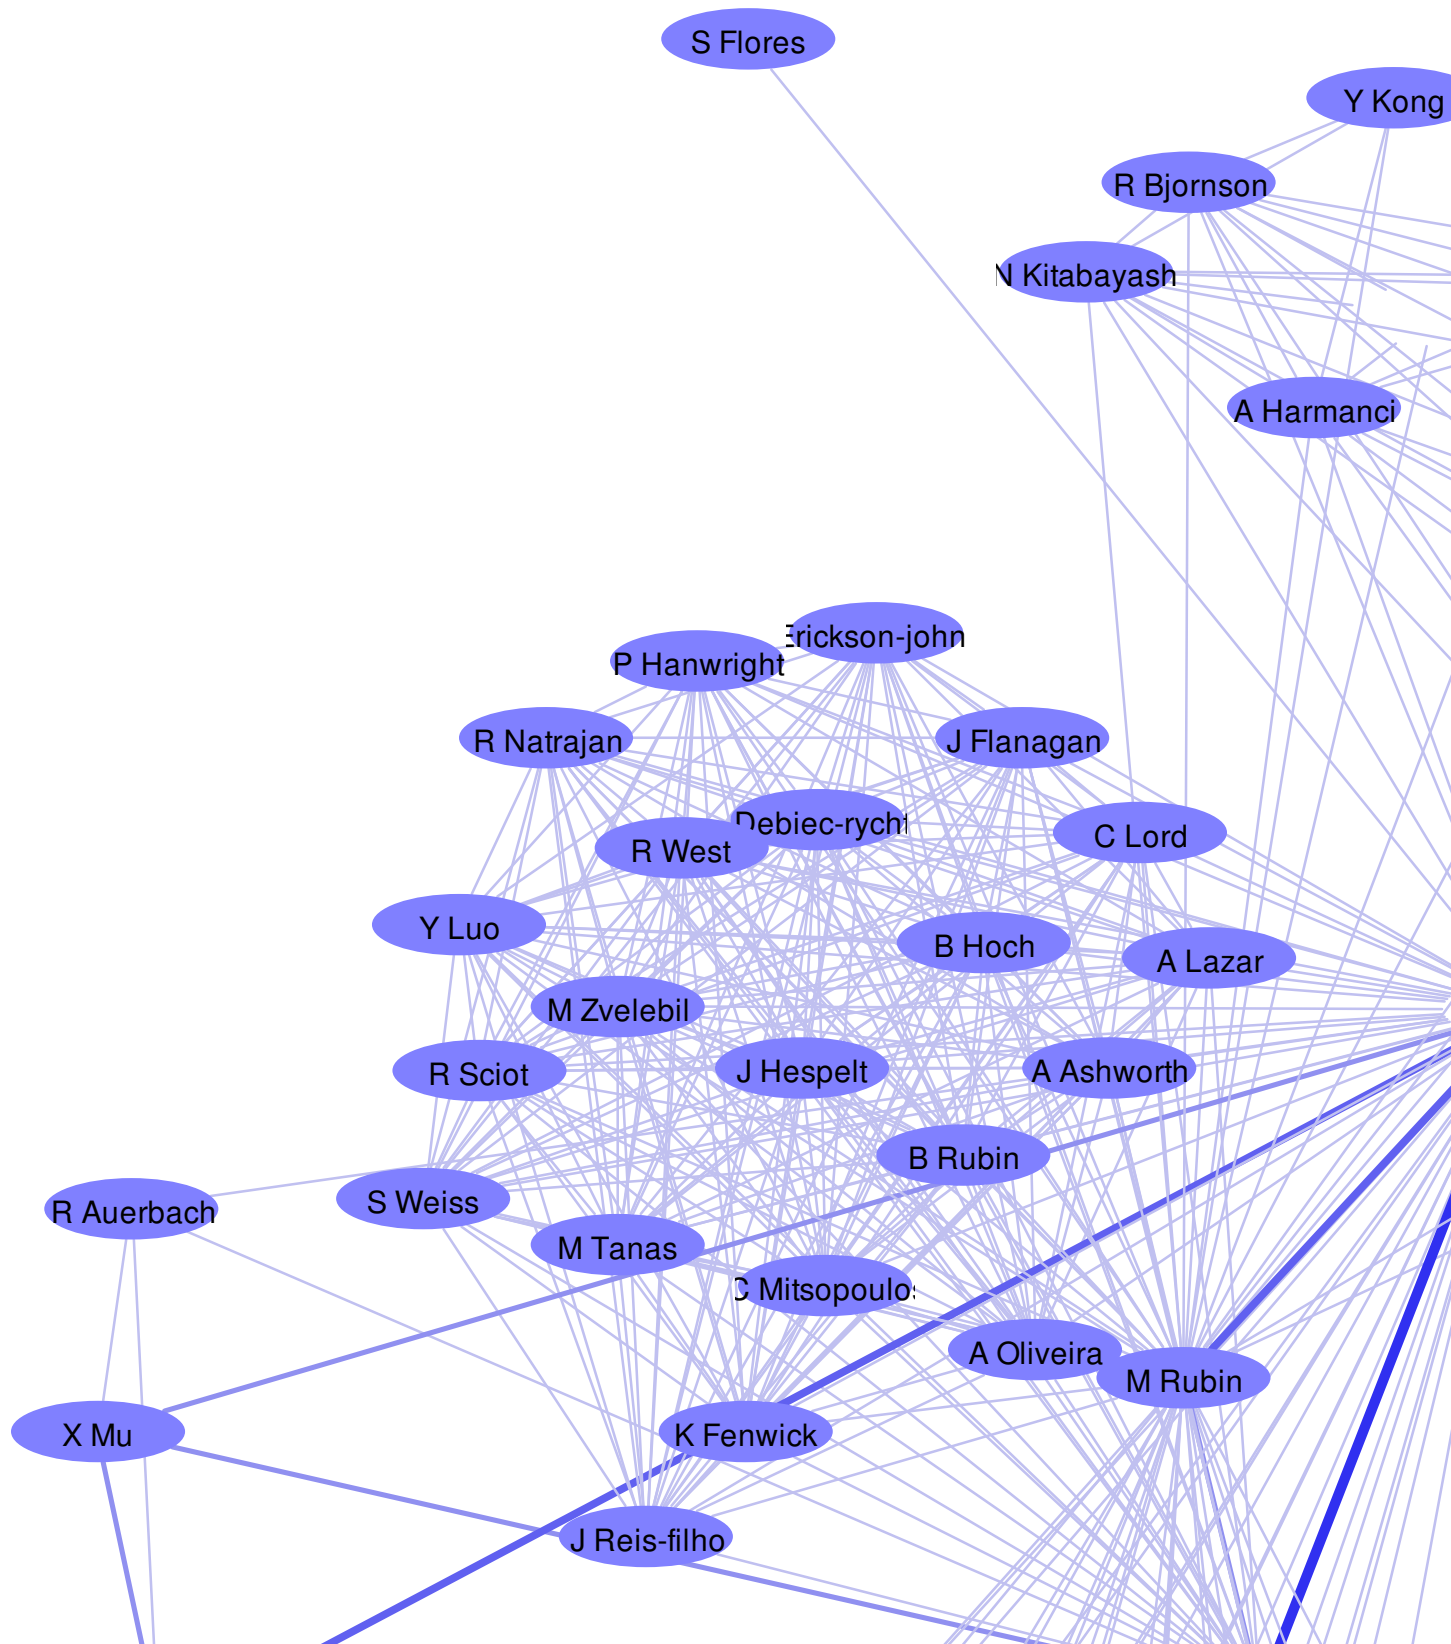 S Flores
Y Kong
R Bjornson
N Kitabayash
A Harmanci
Erickson-john
P Hanwright
R Natrajan
J Flanagan
Debiec-rycht
C Lord
R West
Y Luo
B Hoch
A Lazar
M Zvelebil
J Hespelt
A Ashworth
R Sciot
B Rubin
S Weiss
R Auerbach
M Tanas
C Mitsopoulos
A Oliveira
M Rubin
X Mu
K Fenwick
J Reis-filho